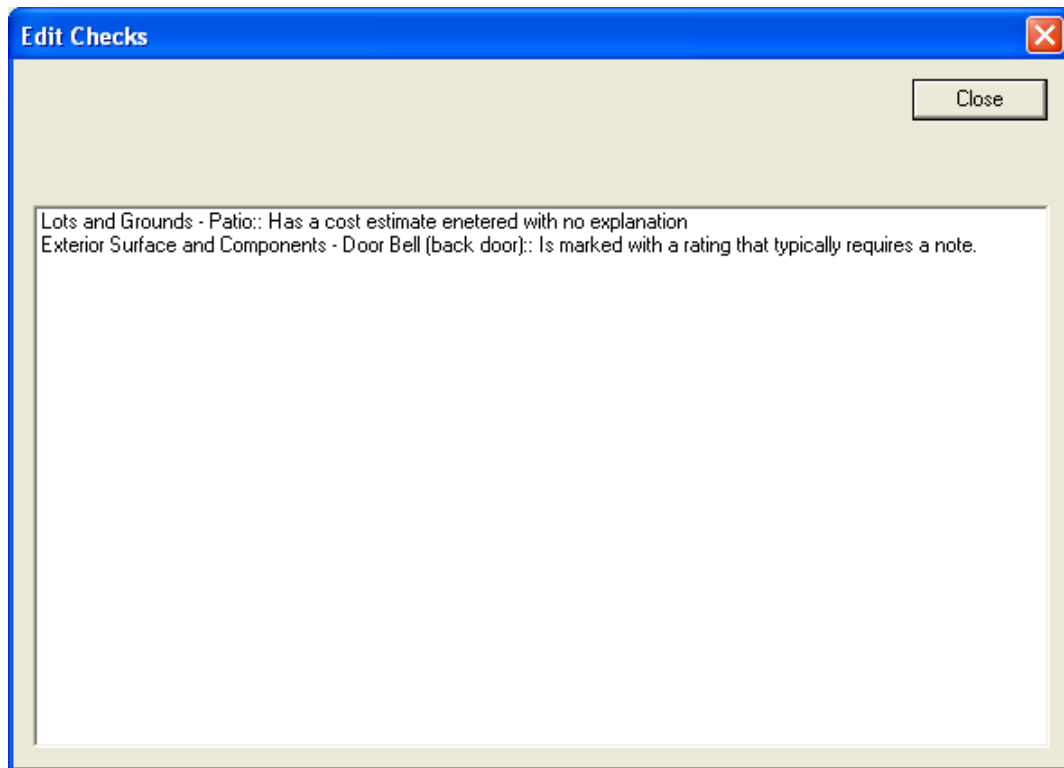 Edit Checks
Close
Lots and Grounds - Patio:: Has a cost estimate enetered with no explanation
Exterior Surface and Components - Door Bell (back door):: Is marked with a rating that typically requires a note.